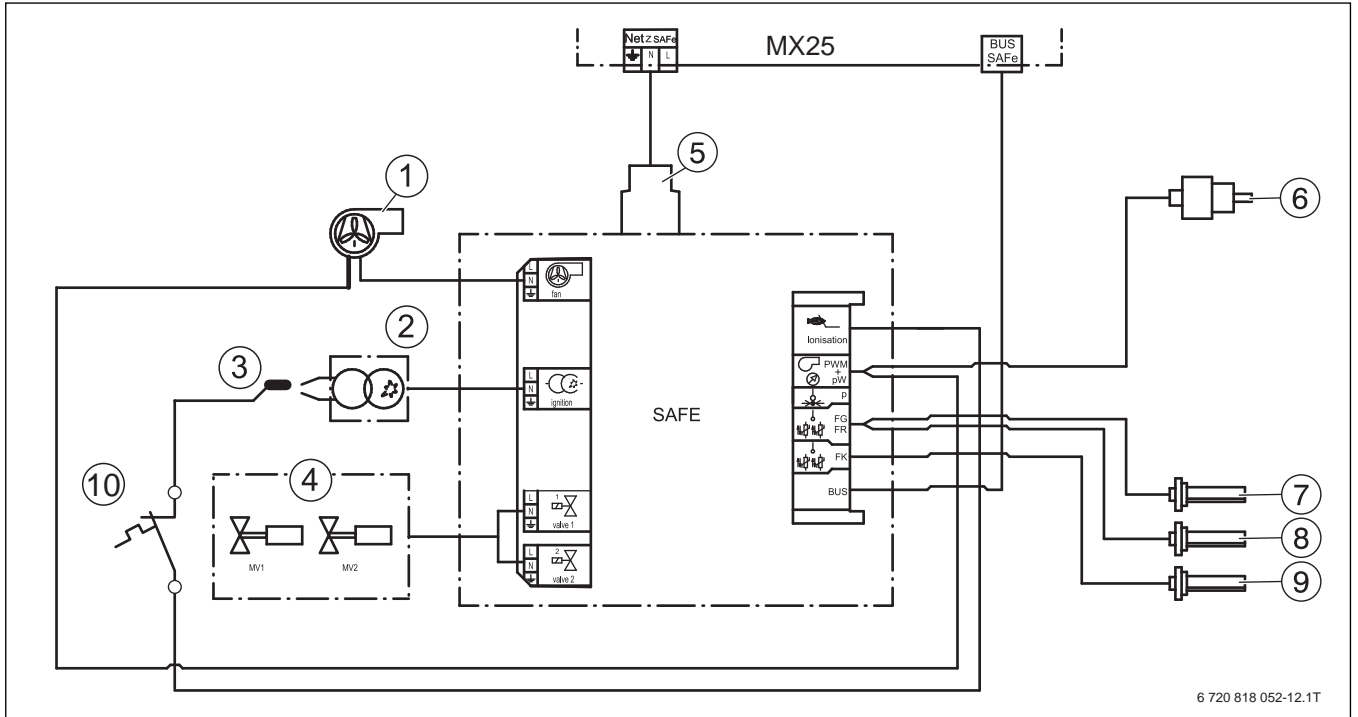 Net Z SAFe
N L
MX25
BUS
SAFe
1
5
6
L
N
fan
2
3
L
N
ignition
SAFE
Ionisation
PWM
+
pW
p
FG
FR
FK
BUS
10
4
MV1
MV2
L
N
1
valve 1
L
N
2
valve 2
7
8
9
6 720 818 052-12.1T